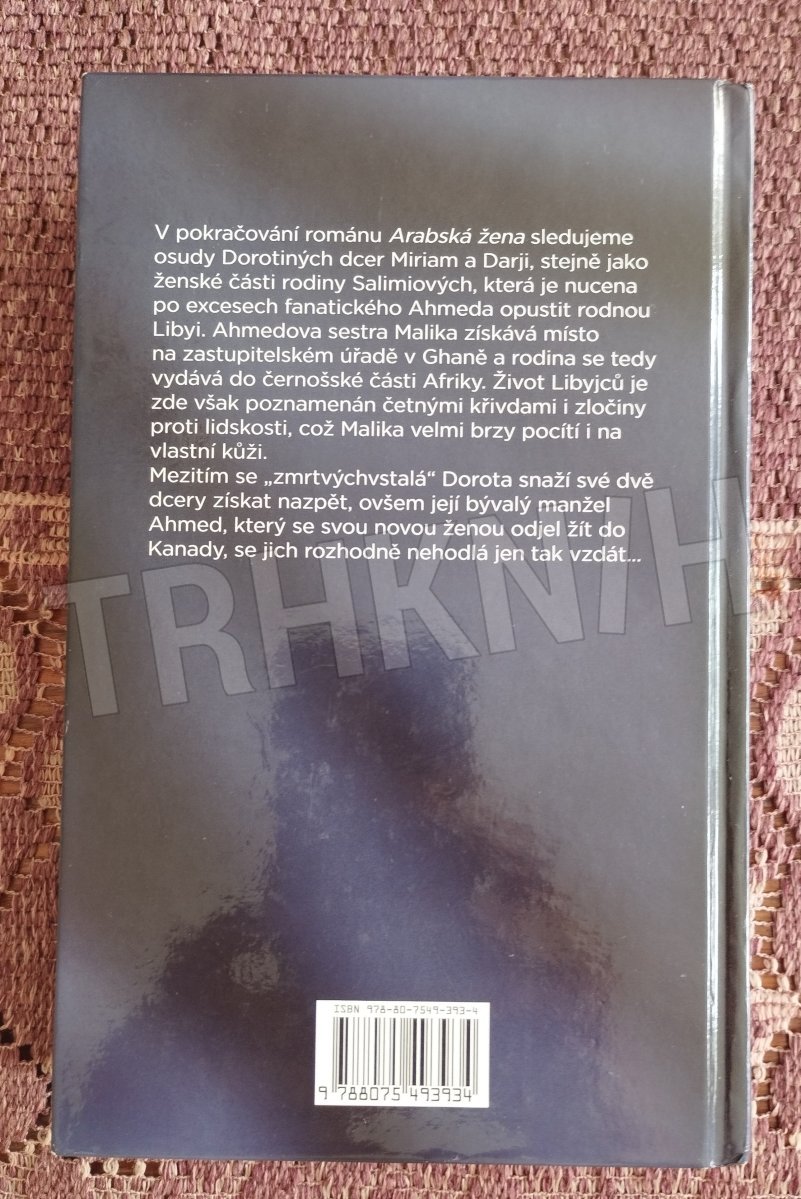 V pokračování románu Arabská žena sledujeme
osudy Dorotiných dcer Miriam a Darji, stejně jako
ženské části rodiny Salimiových, která je nucena
po excesech fanatického Ahmeda opustit rodnou
Libyi. Ahmedova sestra Malika získává místo
na zastupitelském úřadě v Ghaně a rodina se tedy
vydává do černošské části Afriky. Život Libyjců je
zde však poznamenán četnými křivdami i zločiny
proti lidskosti, což Malika velmi brzy pocítí i na
vlastní kůži.
Mezitím se „zmrtvýchvstalá“ Dorota snaží své dvě
dcery získat nazpět, ovšem její bývalý manžel
Ahmed, který se svou novou ženou odjel žít do
Kanady, se jich rozhodně nehodlá jen tak vzdát...
TRHKNIH
ISBN 978-80-7549-393-4
9 788075 493934